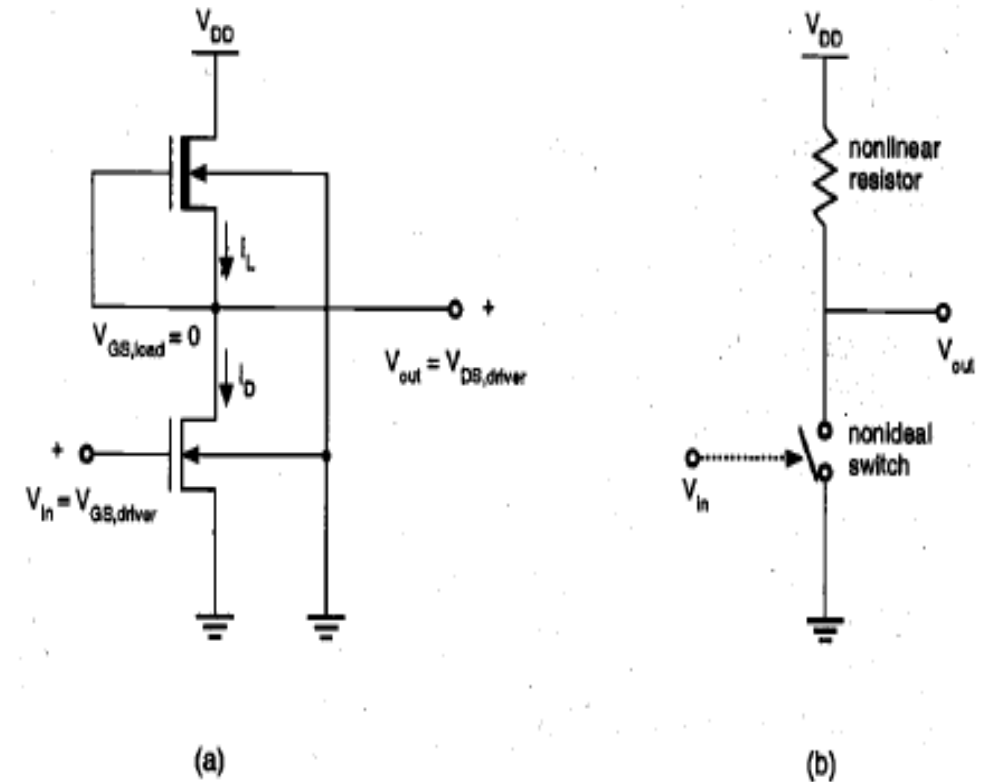 V_DD
i_L
V_GS,load = 0
+
V_out = V_DS,driver
i_D
+
V_in = V_GS,driver
(a)
V_DD
nonlinear
resistor
V_out
nonideal
switch
V_in
(b)